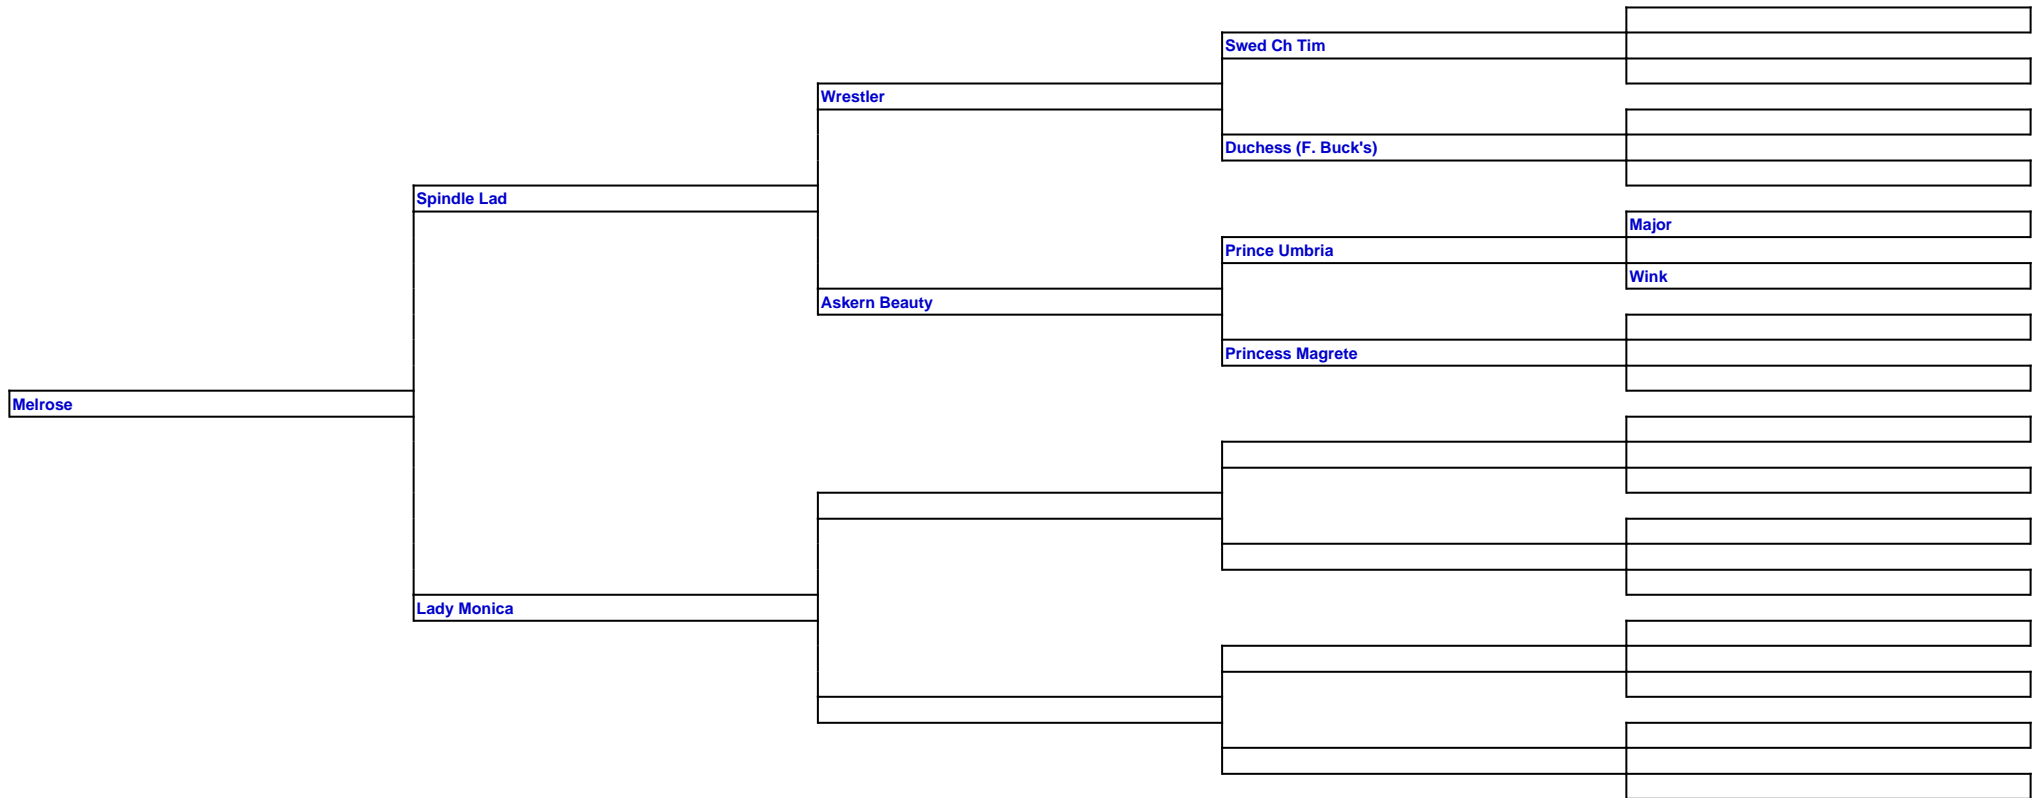 Swed Ch Tim
Wrestler
Duchess (F. Buck's)
Spindle Lad
Major
Prince Umbria
Wink
Askern Beauty
Princess Magrete
Melrose
Lady Monica